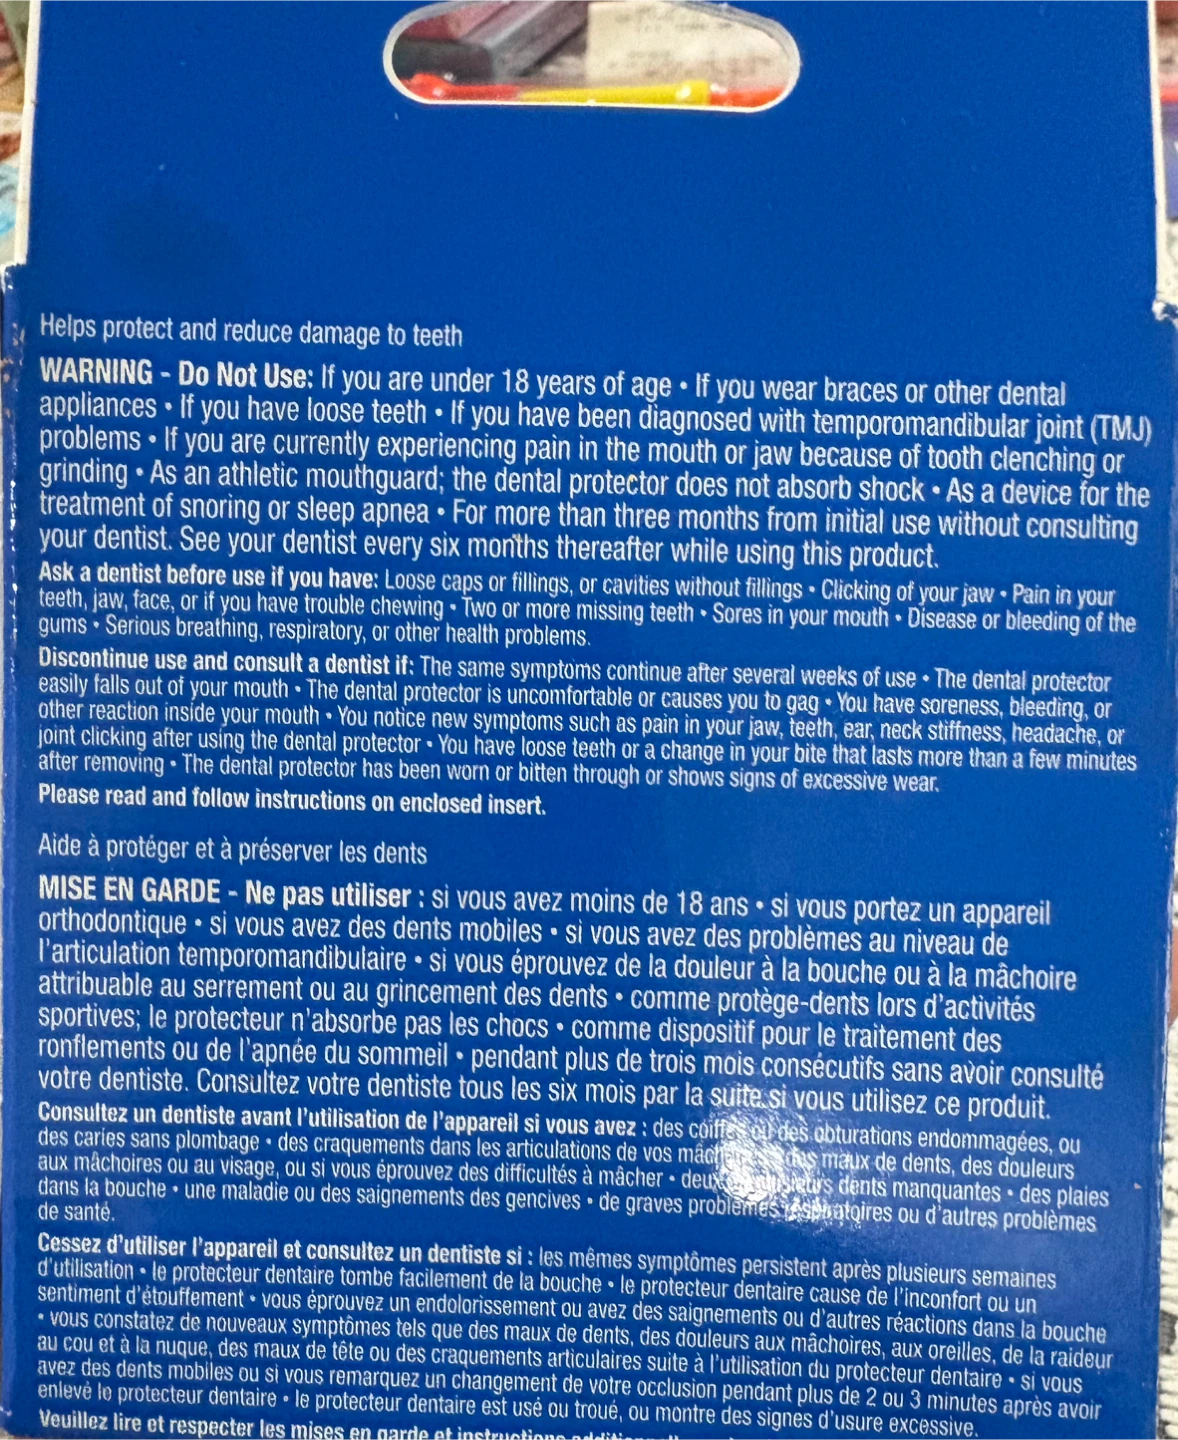 Helps protect and reduce damage to teeth
WARNING - Do Not Use: If you are under 18 years of age • If you wear braces or other dental
appliances • If you have loose teeth • If you have been diagnosed with temporomandibular joint (TMJ)
problems • If you are currently experiencing pain in the mouth or jaw because of tooth clenching or
grinding • As an athletic mouthguard; the dental protector does not absorb shock • As a device for the
treatment of snoring or sleep apnea • For more than three months from initial use without consulting
your dentist. See your dentist every six months thereafter while using this product.
Ask a dentist before use if you have: Loose caps or fillings, or cavities without fillings • Clicking of your jaw • Pain in your
teeth, jaw, face, or if you have trouble chewing • Two or more missing teeth • Sores in your mouth • Disease or bleeding of the
gums • Serious breathing, respiratory, or other health problems.
Discontinue use and consult a dentist if: The same symptoms continue after several weeks of use • The dental protector
easily falls out of your mouth • The dental protector is uncomfortable or causes you to gag • You have soreness, bleeding, or
other reaction inside your mouth • You notice new symptoms such as pain in your jaw, teeth, ear, neck stiffness, headache, or
joint clicking after using the dental protector • You have loose teeth or a change in your bite that lasts more than a few minutes
after removing • The dental protector has been worn or bitten through or shows signs of excessive wear.
Please read and follow instructions on enclosed insert.
Aide à protéger et à préserver les dents
MISE EN GARDE - Ne pas utiliser : si vous avez moins de 18 ans • si vous portez un appareil
orthodontique • si vous avez des dents mobiles • si vous avez des problèmes au niveau de
l'articulation temporomandibulaire • si vous éprouvez de la douleur à la bouche ou à la mâchoire
attribuable au serrement ou au grincement des dents • comme protège-dents lors d'activités
sportives; le protecteur n'absorbe pas les chocs • comme dispositif pour le traitement des
ronflements ou de l'apnée du sommeil • pendant plus de trois mois consécutifs sans avoir consulté
votre dentiste. Consultez votre dentiste tous les six mois par la suite si vous utilisez ce produit.
Consultez un dentiste avant l'utilisation de l'appareil si vous avez : des coiffes ou des obturations endommagées, ou
des caries sans plombage • des craquements dans les articulations de vos maux de dents, des douleurs
aux mâchoires ou au visage, ou si vous éprouvez des difficultés à mâcher • deux dents manquantes • des plaies
dans la bouche • une maladie ou des saignements des gencives • de graves problèmes respiratoires ou d'autres problèmes
de santé.
Cessez d'utiliser l'appareil et consultez un dentiste si : les mêmes symptômes persistent après plusieurs semaines
d'utilisation • le protecteur dentaire tombe facilement de la bouche • le protecteur dentaire cause de l'inconfort ou un
sentiment d'étouffement • vous éprouvez un endolorissement ou avez des saignements ou d'autres réactions dans la bouche
• vous constatez de nouveaux symptômes tels que des maux de dents, des douleurs aux mâchoires, aux oreilles, de la raideur
au cou et à la nuque, des maux de tête ou des craquements articulaires suite à l'utilisation du protecteur dentaire • si vous
avez des dents mobiles ou si vous remarquez un changement de votre occlusion pendant plus de 2 ou 3 minutes après avoir
enlevé le protecteur dentaire • le protecteur dentaire est usé ou troué, ou montre des signes d'usure excessive.
Veuillez lire et respecter les mises en garde et instructions